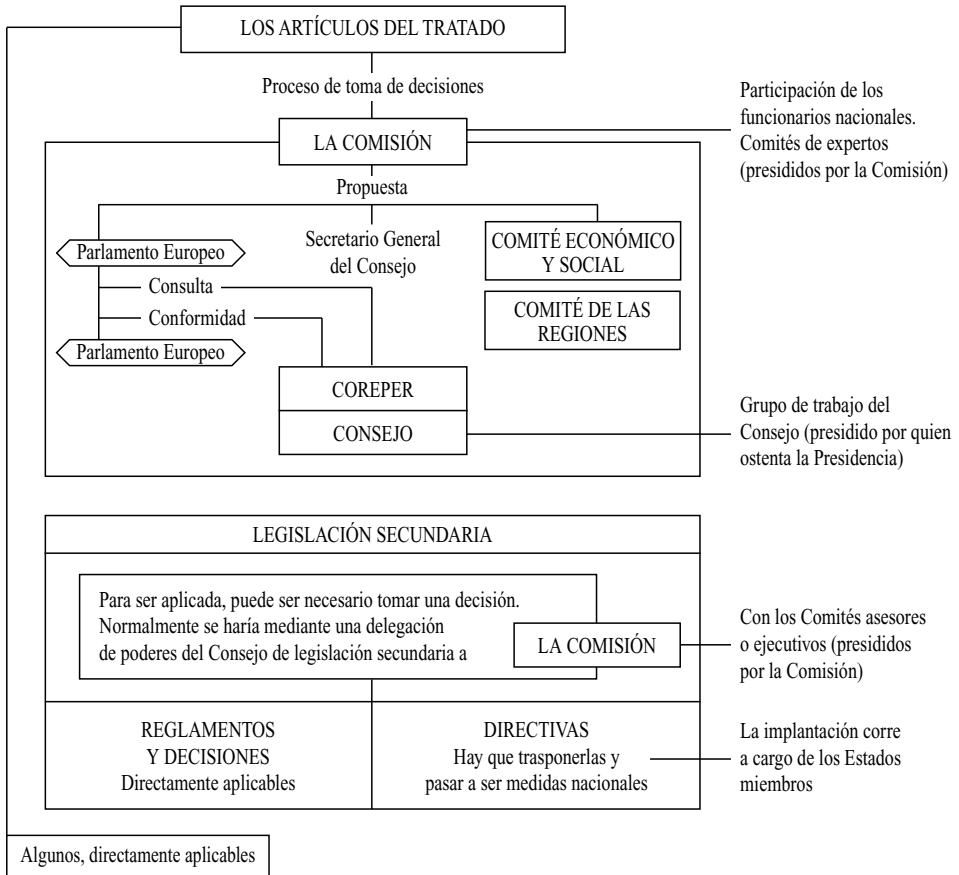 LOS ARTÍCULOS DEL TRATADO
Proceso de toma de decisiones
LA COMISIÓN
Participación de los
funcionarios nacionales.
Comités de expertos
(presididos por la Comisión)
Propuesta
Parlamento Europeo
Secretario General
del Consejo
COMITÉ ECONÓMICO
Y SOCIAL
Consulta
Conformidad
COMITÉ DE LAS
REGIONES
Parlamento Europeo
COREPER
CONSEJO
Grupo de trabajo del
Consejo (presidido por quien
ostenta la Presidencia)
LEGISLACIÓN SECUNDARIA
Para ser aplicada, puede ser necesario tomar una decisión.
Normalmente se haría mediante una delegación
de poderes del Consejo de legislación secundaria a
LA COMISIÓN
Con los Comités asesores
o ejecutivos (presididos
por la Comisión)
REGLAMENTOS
Y DECISIONES
Directamente aplicables
DIRECTIVAS
Hay que trasponerlas y
pasar a ser medidas nacionales
La implantación corre
a cargo de los Estados
miembros
Algunos, directamente aplicables